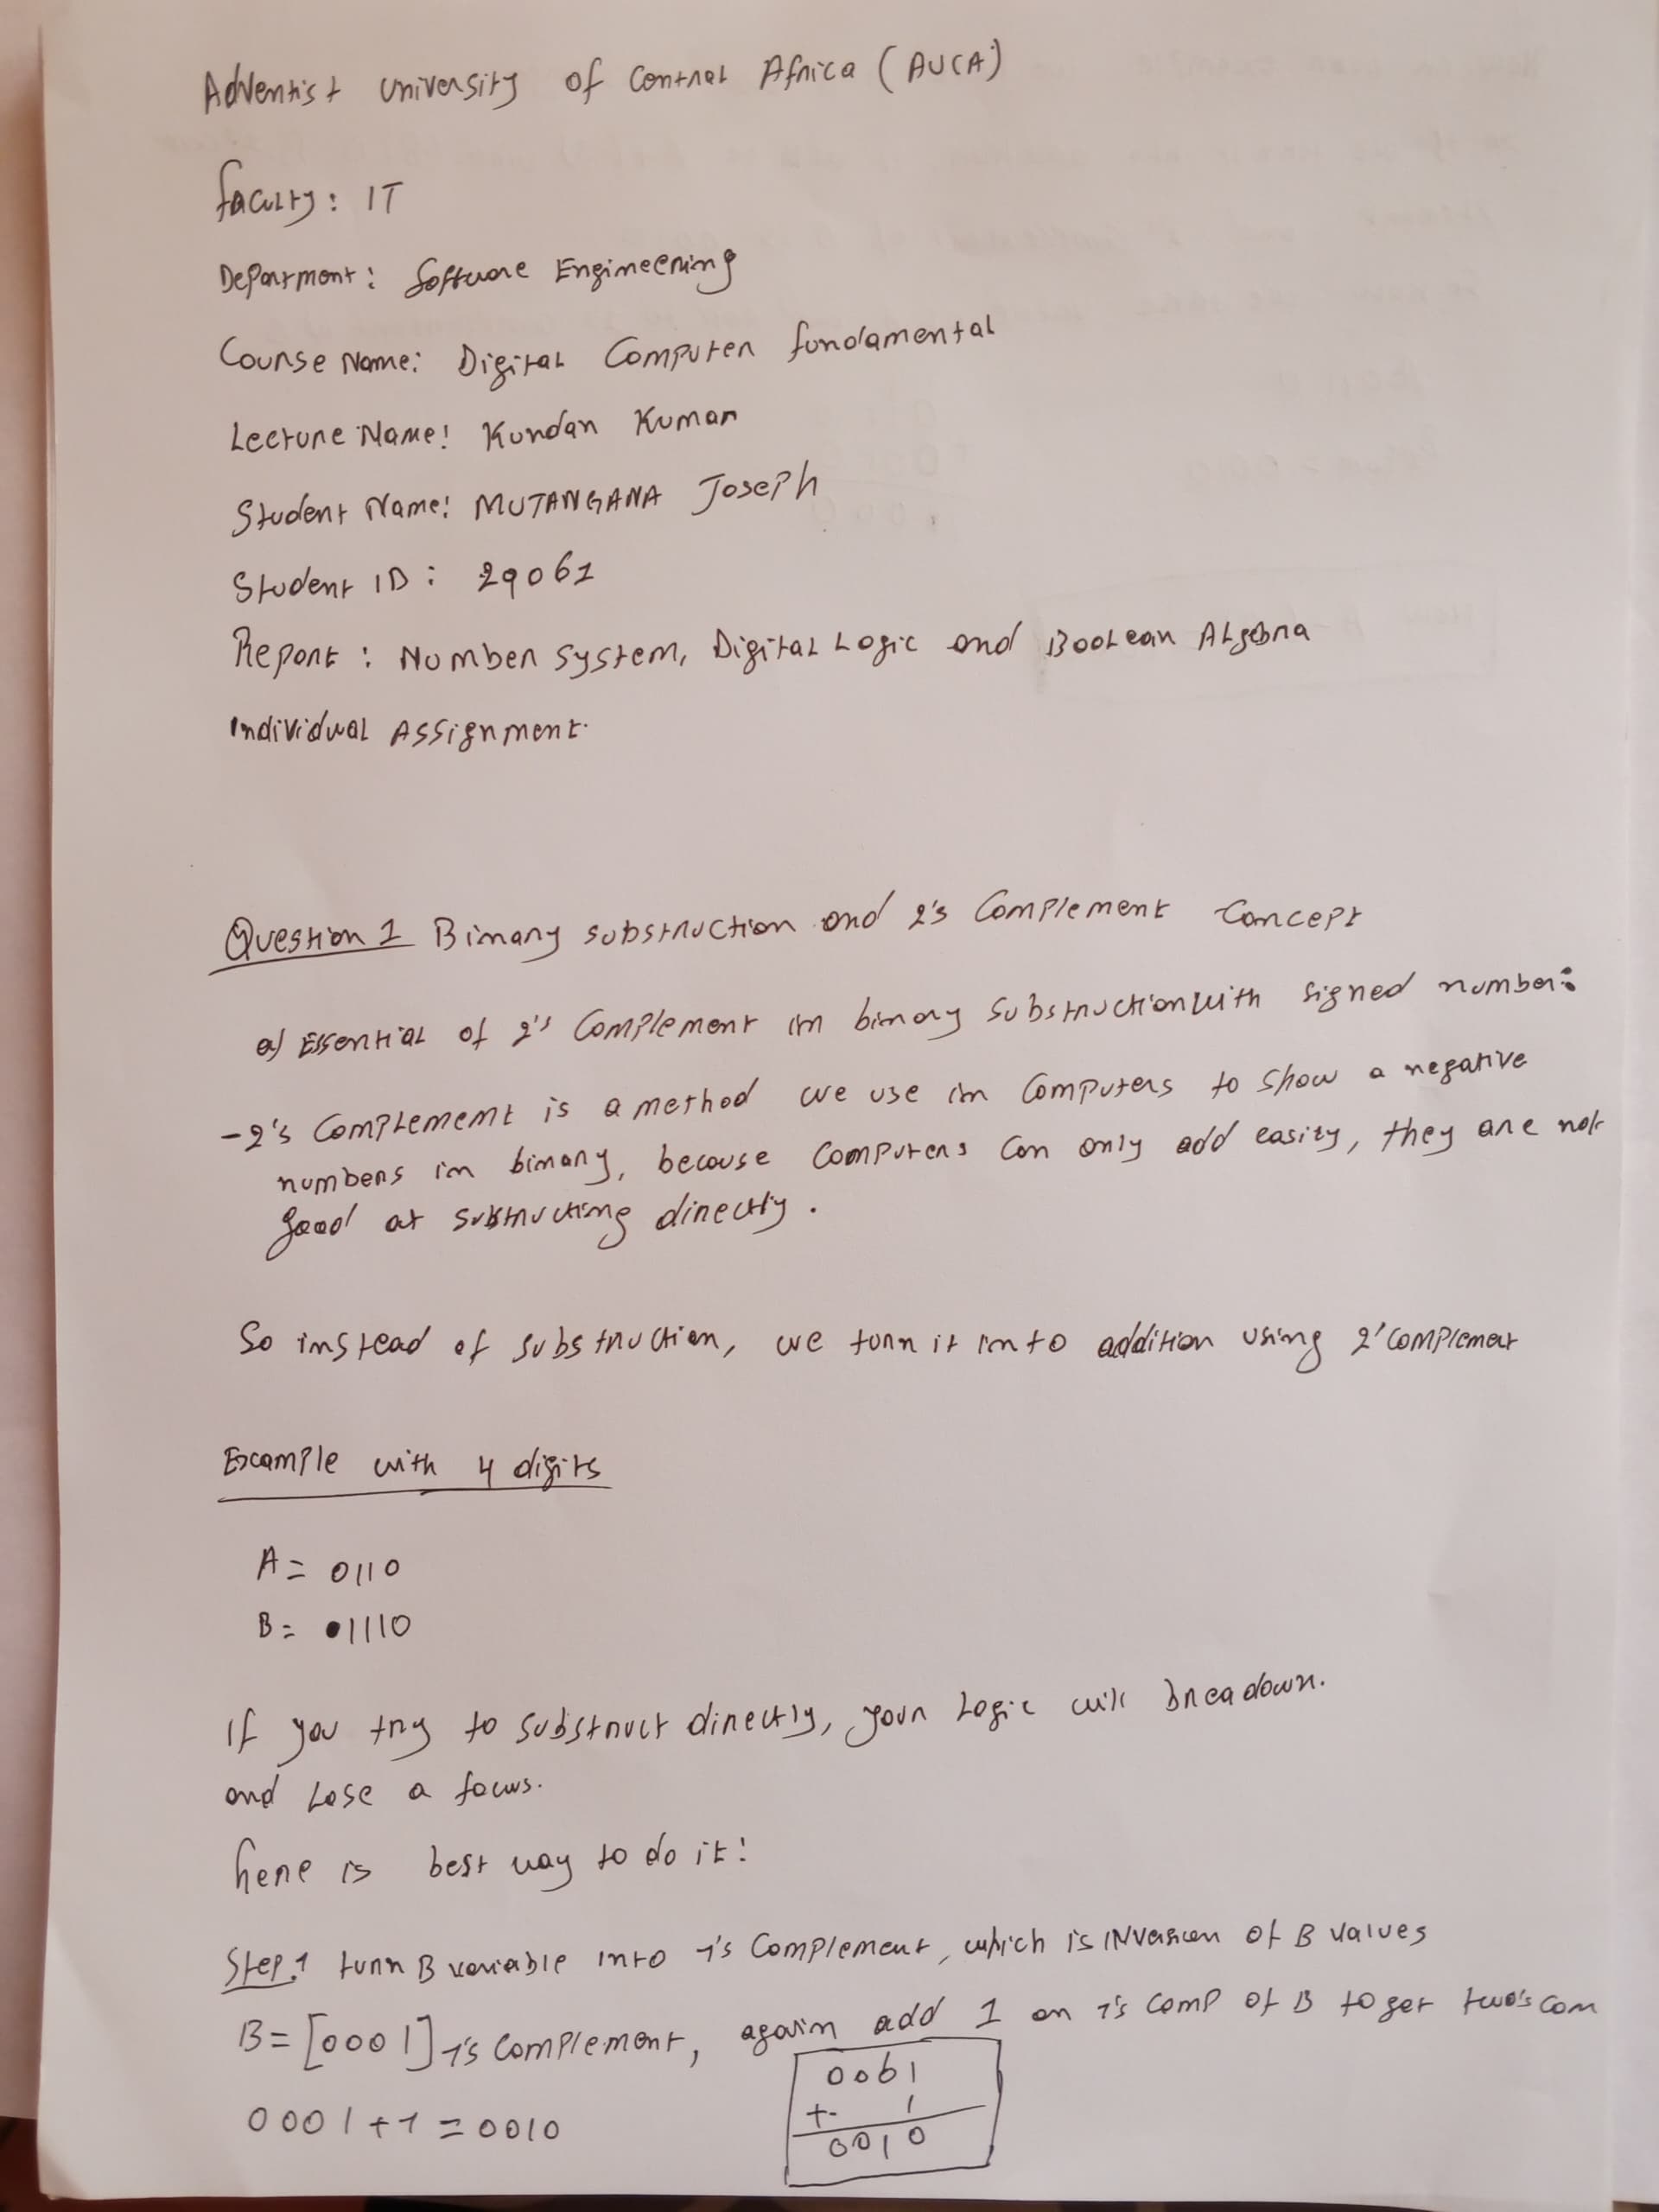 Adventist university of Central Africa (AUCA)
faculty: IT
Deparment: Software Engineering
Course Name: Digital Computer fundamental
Lecture Name: Kundan Kumar
Student Name: MUTANGANA Joseph
Student ID: 29061
Report: Number system, Digital Logic and Boolean Algebra
Individual Assignment.
Question 1 Binary substruction and 2's Complement Concept
a) Essential of 2's Complement in binary substruction with signed number:
-2's Complement is a method we use in Computers to show a negative
numbers in binary, because Computers can only add easily, they are not
good at substructing directly.
So instead of substruction, we turn it into addition using 2'complement
Example with 4 digits
A= 0110
B= 1110
If you try to substruct directly, your Logic will breadown.
and Lose a focus.
here is best way to do it!
Step.1 turn B variable into 1's Complement, which is inversion of B values
B= [0001] 1's complement, again add 1 on 1's comp of B to get two's com
0001+1=0010
0001
+ 1
0010